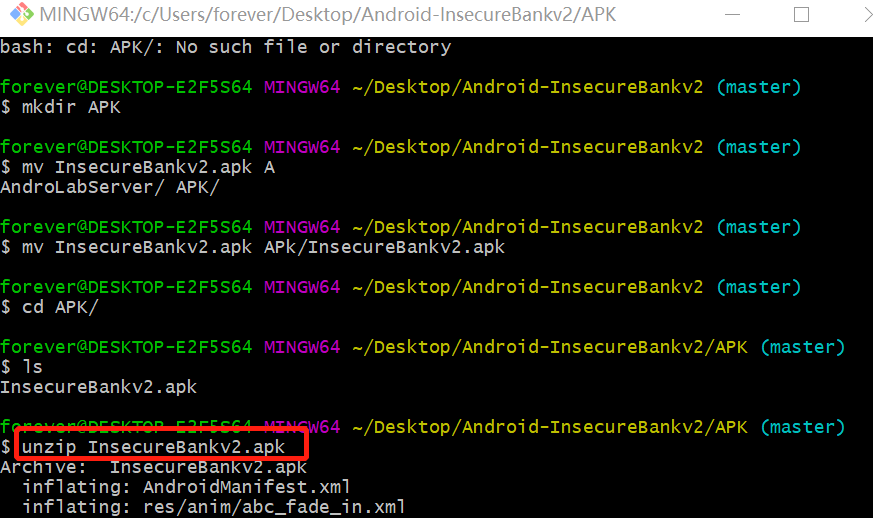 MINGW64:/c/Users/forever/Desktop/Android-InsecureBankv2/APK
bash: cd: APK/: No such file or directory
forever@DESKTOP-E2F5S64 MINGW64 ~/Desktop/Android-InsecureBankv2 (master)
$ mkdir APK
forever@DESKTOP-E2F5S64 MINGW64 ~/Desktop/Android-InsecureBankv2 (master)
$ mv InsecureBankv2.apk A
AndroLabServer/ APK/
forever@DESKTOP-E2F5S64 MINGW64 ~/Desktop/Android-InsecureBankv2 (master)
$ mv InsecureBankv2.apk APk/InsecureBankv2.apk
forever@DESKTOP-E2F5S64 MINGW64 ~/Desktop/Android-InsecureBankv2 (master)
$ cd APK/
forever@DESKTOP-E2F5S64 MINGW64 ~/Desktop/Android-InsecureBankv2/APK (master)
$ ls
InsecureBankv2.apk
forever@DESKTOP-E2F5S64 MINGW64 ~/Desktop/Android-InsecureBankv2/APK (master)
$ unzip InsecureBankv2.apk
Archive:  InsecureBankv2.apk
  inflating: AndroidManifest.xml
  inflating: res/anim/abc_fade_in.xml